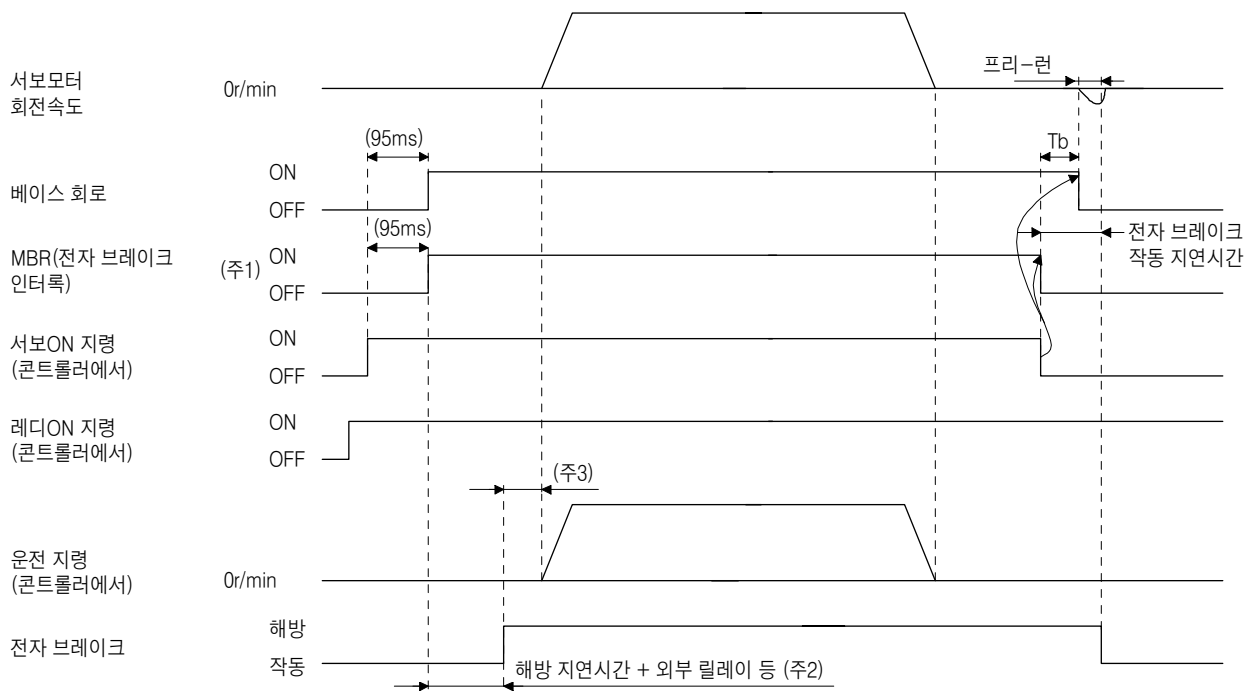 프리-런
서보모터
회전속도
0r/min
(95ms)
Tb
ON
베이스 회로
OFF
(95ms)
전자 브레이크
작동 지연시간
MBR(전자 브레이크
인터록)
(주1)
ON
OFF
서보ON 지령
(콘트롤러에서)
ON
OFF
레디ON 지령
(콘트롤러에서)
ON
OFF
(주3)
운전 지령
(콘트롤러에서)
0r/min
전자 브레이크
해방
작동
해방 지연시간 + 외부 릴레이 등 (주2)